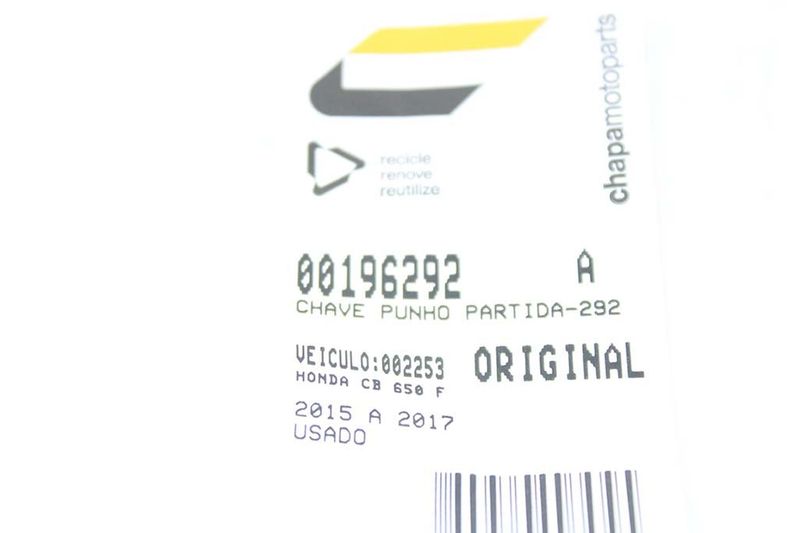 chapamotoparts
recicle
renove
reutilize
00196292 A
CHAVE PUNHO PARTIDA-292
VEICULO:002253 ORIGINAL
HONDA CB 650 F
2015 A 2017
USADO